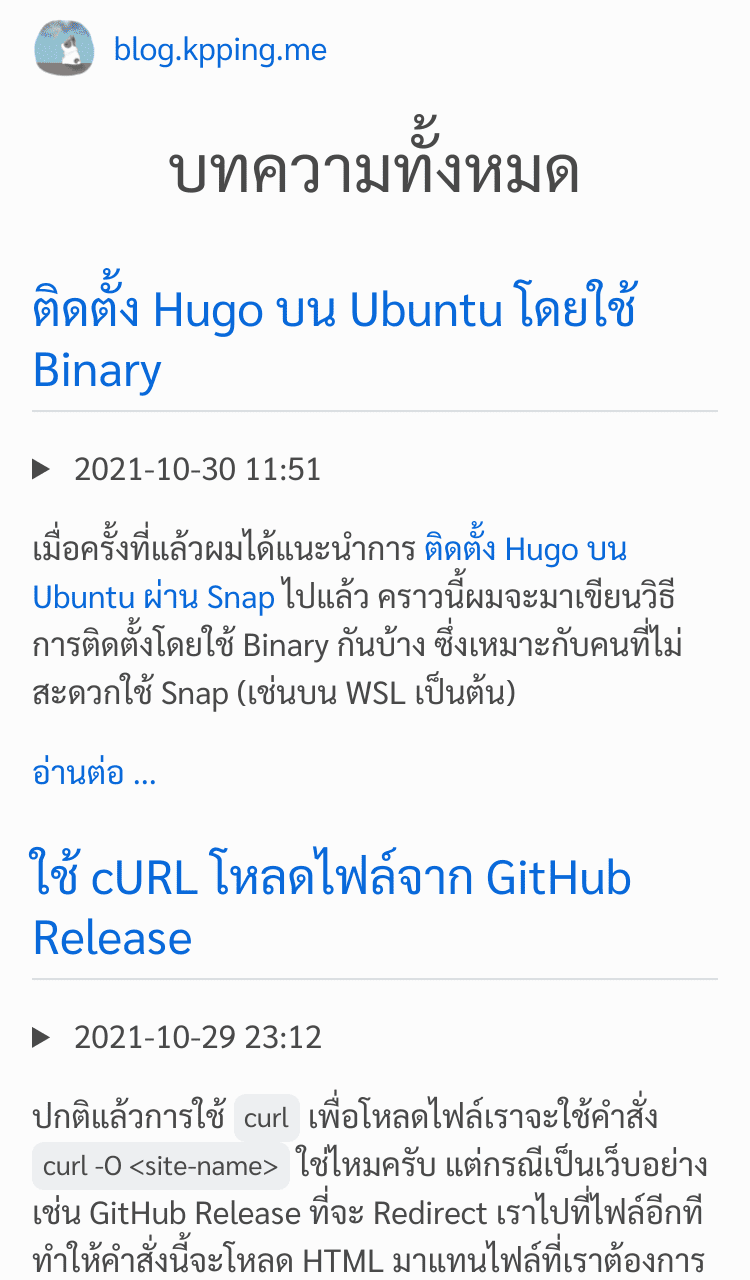 blog.kpping.me
บทความทั้งหมด
ติดตั้ง Hugo บน Ubuntu โดยใช้
Binary
2021-10-30 11:51
เมื่อครั้งที่แล้วผมได้แนะนำการ ติดตั้ง Hugo บน
Ubuntu ผ่าน Snap ไปแล้ว คราวนี้ผมจะมาเขียนวิธี
การติดตั้งโดยใช้ Binary กันบ้าง ซึ่งเหมาะกับคนที่ไม่
สะดวกใช้ Snap (เช่นบน WSL เป็นต้น)
อ่านต่อ ...
ใช้ cURL โหลดไฟล์จาก GitHub
Release
2021-10-29 23:12
ปกติแล้วการใช้ curl เพื่อโหลดไฟล์เราจะใช้คำสั่ง
curl -O <site-name> ใช่ไหมครับ แต่กรณีเป็นเว็บอย่าง
เช่น GitHub Release ที่จะ Redirect เราไปที่ไฟล์อีกที
ทำให้คำสั่งนี้จะโหลด HTML มาแทนไฟล์ที่เราต้องการ